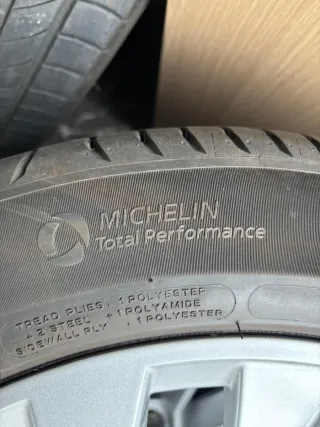 MICHELIN
Total Performance
TREAD PLIES: 1 POLYESTER
+ 2 STEEL + 1 POLYAMIDE
SIDEWALL PLY : 1 POLYESTER